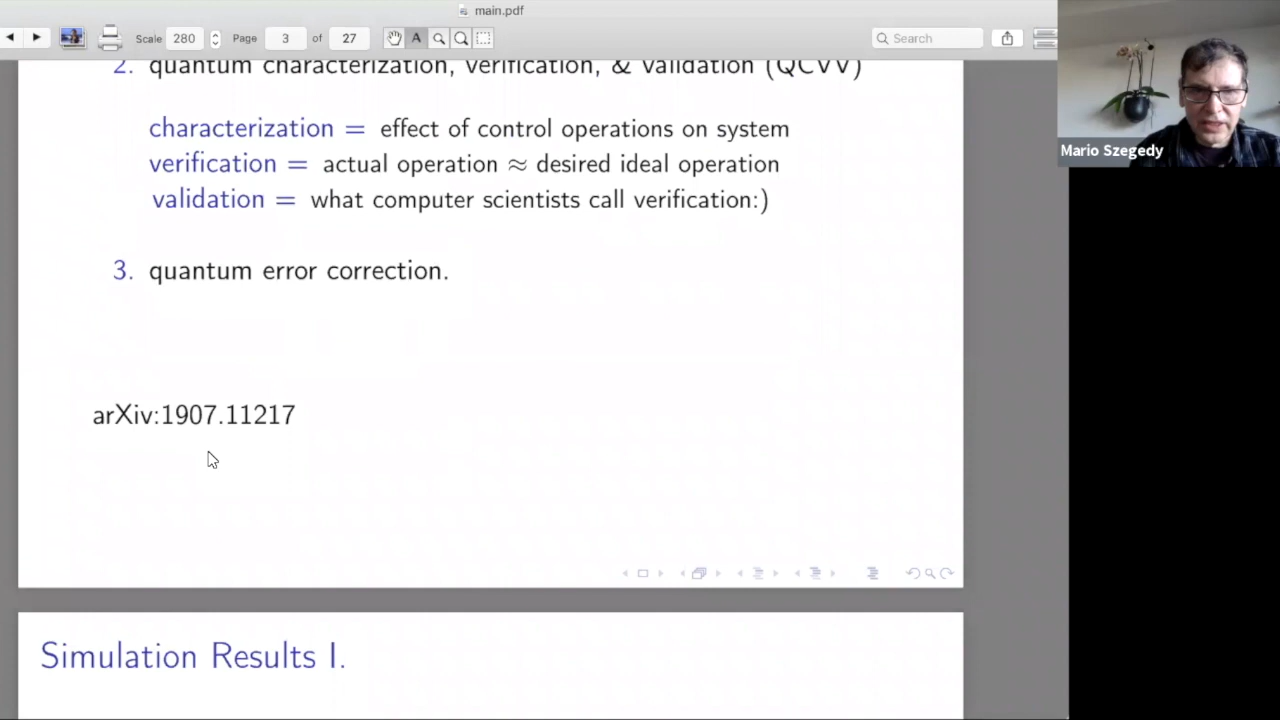 main.pdf
Scale 280 Page 3 of 27 A Search
2. quantum characterization, verification, & validation (QCVV)
characterization = effect of control operations on system
verification = actual operation ≈ desired ideal operation
validation = what computer scientists call verification:)
3. quantum error correction.
arXiv:1907.11217
Simulation Results I.
Mario Szegedy